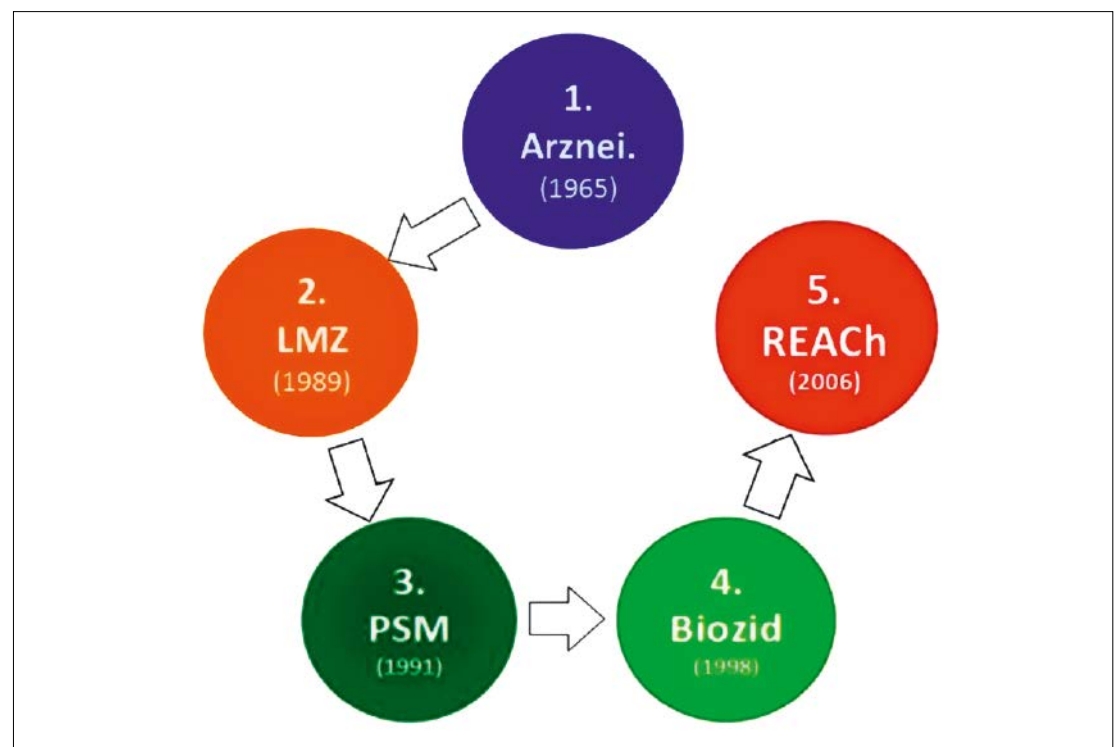 1.
Arznei.
(1965)
2.
LMZ
(1989)
3.
PSM
(1991)
4.
Biozid
(1998)
5.
REACh
(2006)